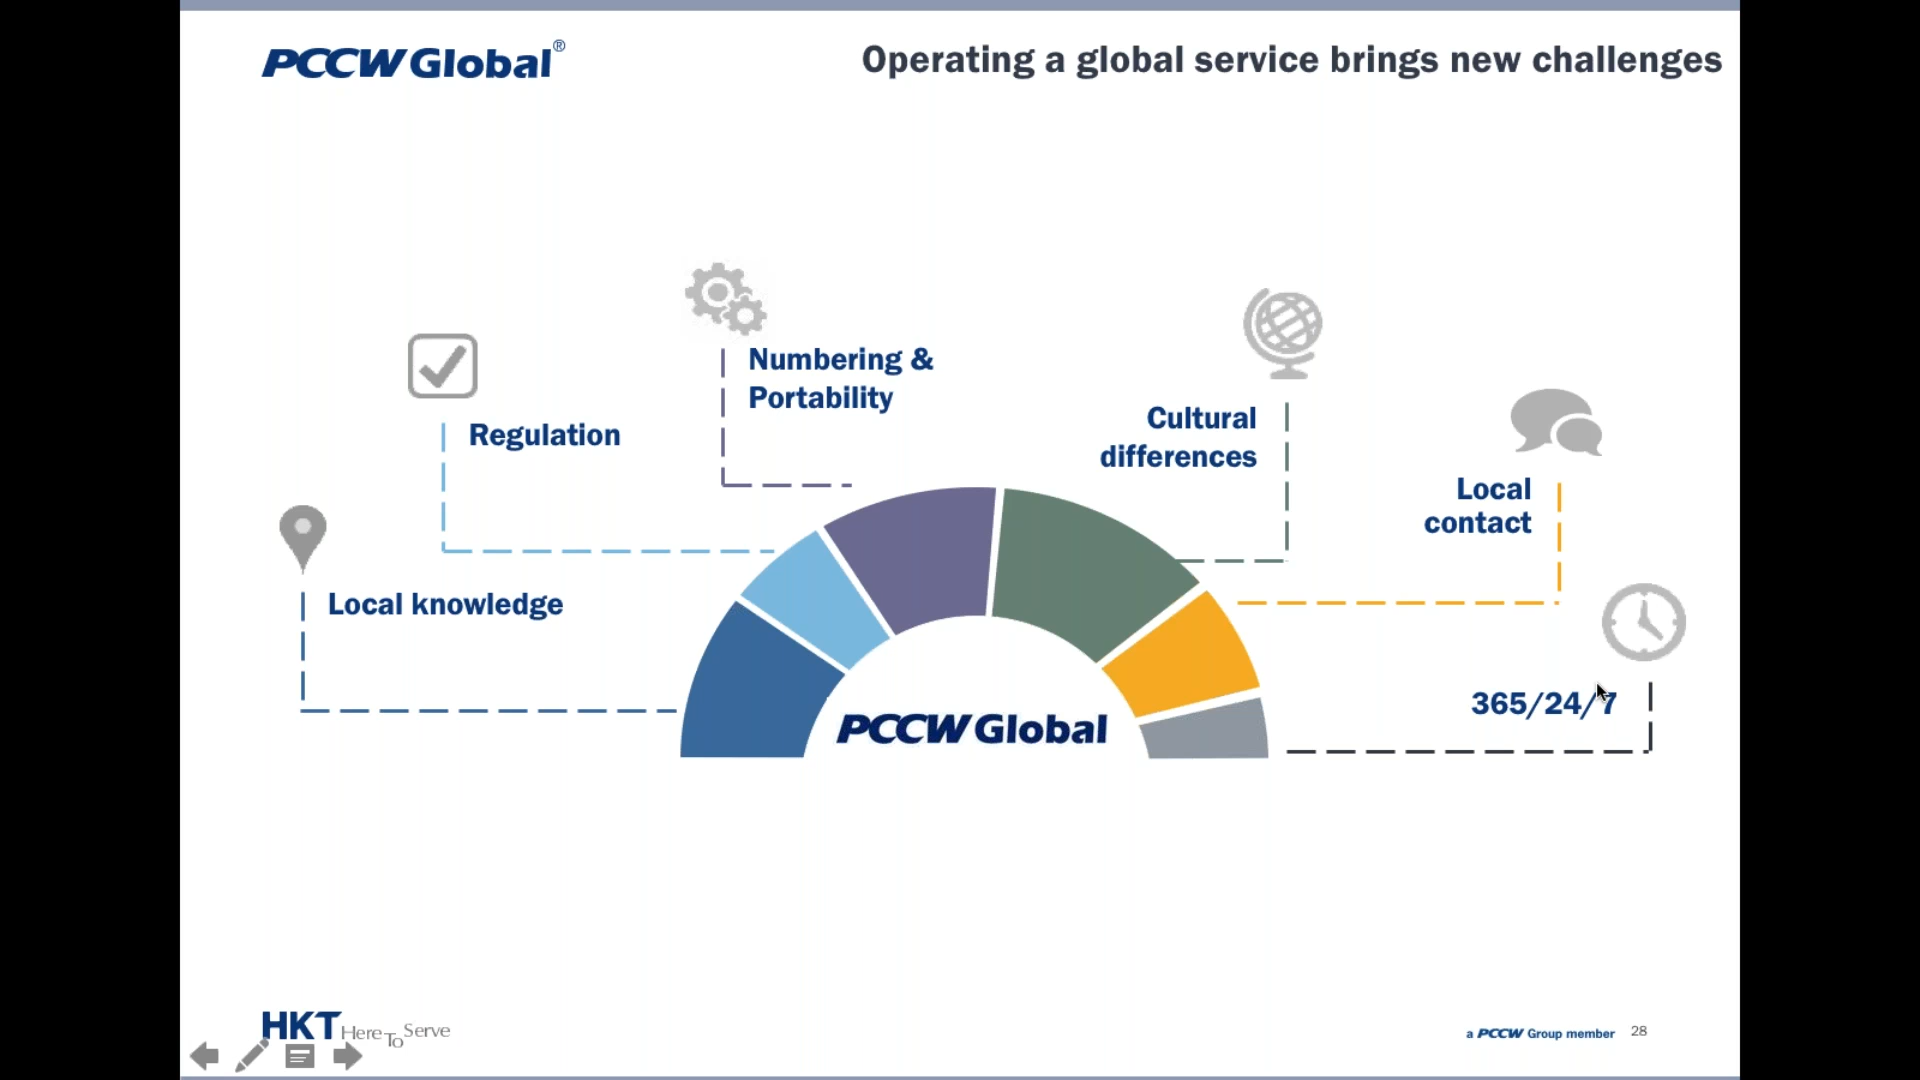 PCCW Global®
Operating a global service brings new challenges
Numbering &
Portability
Regulation
Cultural
differences
Local
contact
Local knowledge
365/24/7
PCCW Global
HKT Here To Serve
a PCCW Group member 28